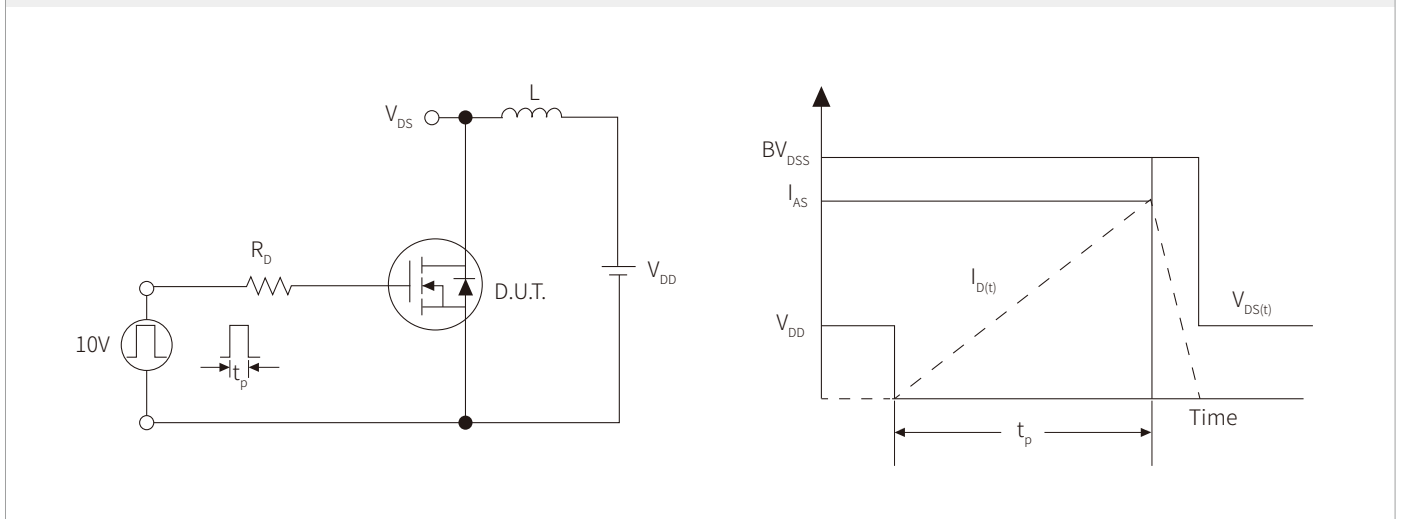 L
V_DS
R_D
V_DD
D.U.T.
10V
t_p
BV_DSS
I_AS
I_D(t)
V_DD
V_DS(t)
Time
t_p